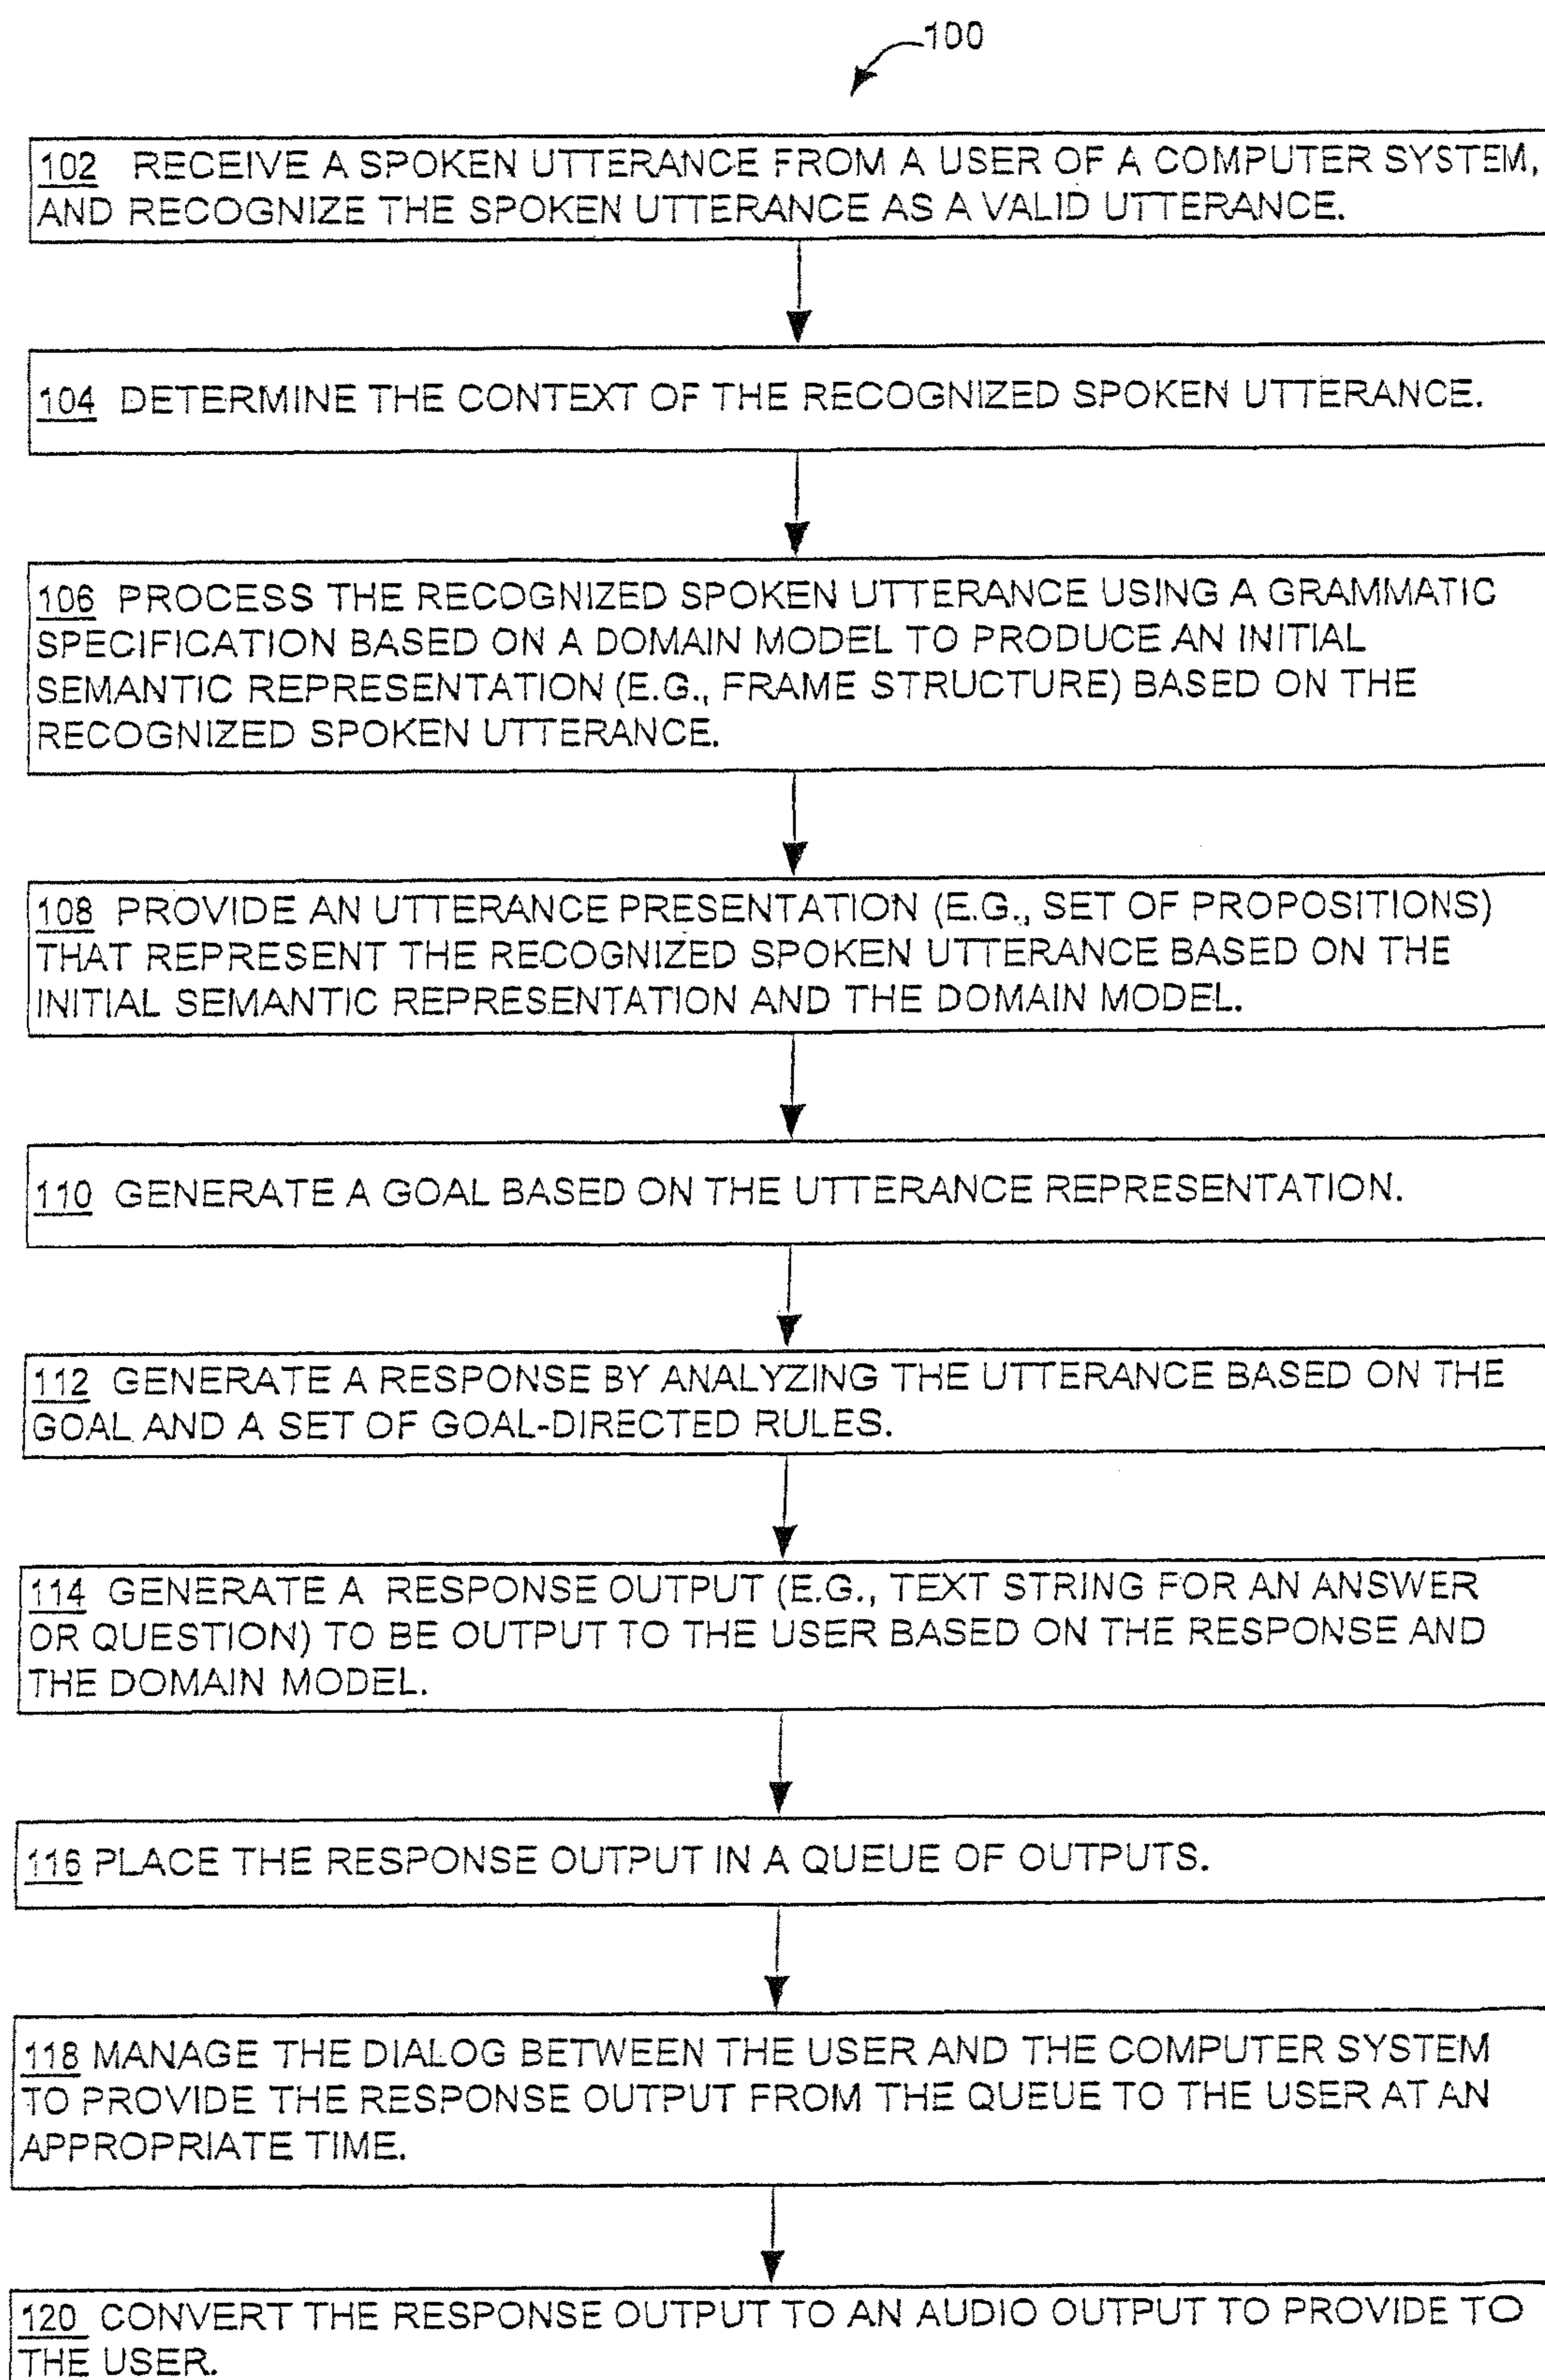 100
102 RECEIVE A SPOKEN UTTERANCE FROM A USER OF A COMPUTER SYSTEM,
AND RECOGNIZE THE SPOKEN UTTERANCE AS A VALID UTTERANCE.
104 DETERMINE THE CONTEXT OF THE RECOGNIZED SPOKEN UTTERANCE.
106 PROCESS THE RECOGNIZED SPOKEN UTTERANCE USING A GRAMMATIC
SPECIFICATION BASED ON A DOMAIN MODEL TO PRODUCE AN INITIAL
SEMANTIC REPRESENTATION (E.G., FRAME STRUCTURE) BASED ON THE
RECOGNIZED SPOKEN UTTERANCE.
108 PROVIDE AN UTTERANCE PRESENTATION (E.G., SET OF PROPOSITIONS)
THAT REPRESENT THE RECOGNIZED SPOKEN UTTERANCE BASED ON THE
INITIAL SEMANTIC REPRESENTATION AND THE DOMAIN MODEL.
110 GENERATE A GOAL BASED ON THE UTTERANCE REPRESENTATION.
112 GENERATE A RESPONSE BY ANALYZING THE UTTERANCE BASED ON THE
GOAL AND A SET OF GOAL-DIRECTED RULES.
114 GENERATE A RESPONSE OUTPUT (E.G., TEXT STRING FOR AN ANSWER
OR QUESTION) TO BE OUTPUT TO THE USER BASED ON THE RESPONSE AND
THE DOMAIN MODEL.
116 PLACE THE RESPONSE OUTPUT IN A QUEUE OF OUTPUTS.
118 MANAGE THE DIALOG BETWEEN THE USER AND THE COMPUTER SYSTEM
TO PROVIDE THE RESPONSE OUTPUT FROM THE QUEUE TO THE USER AT AN
APPROPRIATE TIME.
120 CONVERT THE RESPONSE OUTPUT TO AN AUDIO OUTPUT TO PROVIDE TO
THE USER.